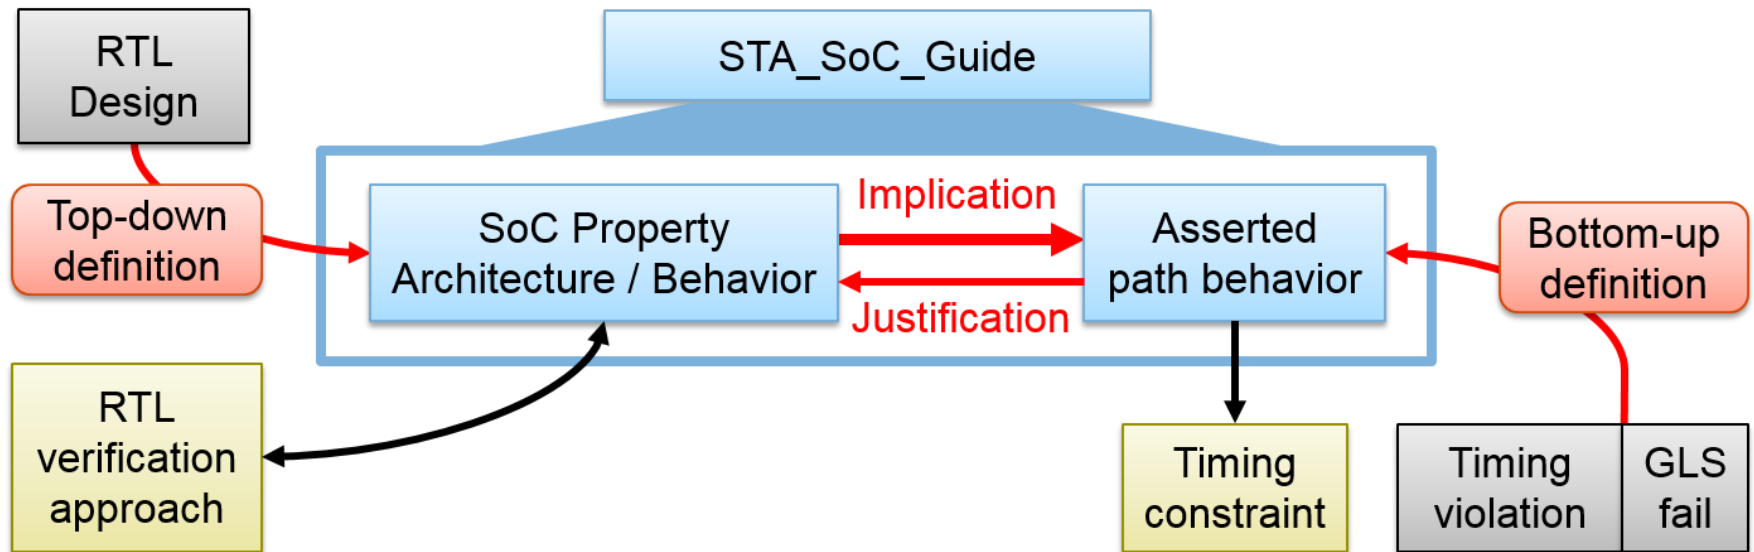 RTL
Design
STA_SoC_Guide
Top-down
definition
SoC Property
Architecture / Behavior
Implication
Justification
Asserted
path behavior
Bottom-up
definition
RTL
verification
approach
Timing
constraint
Timing
violation
GLS
fail